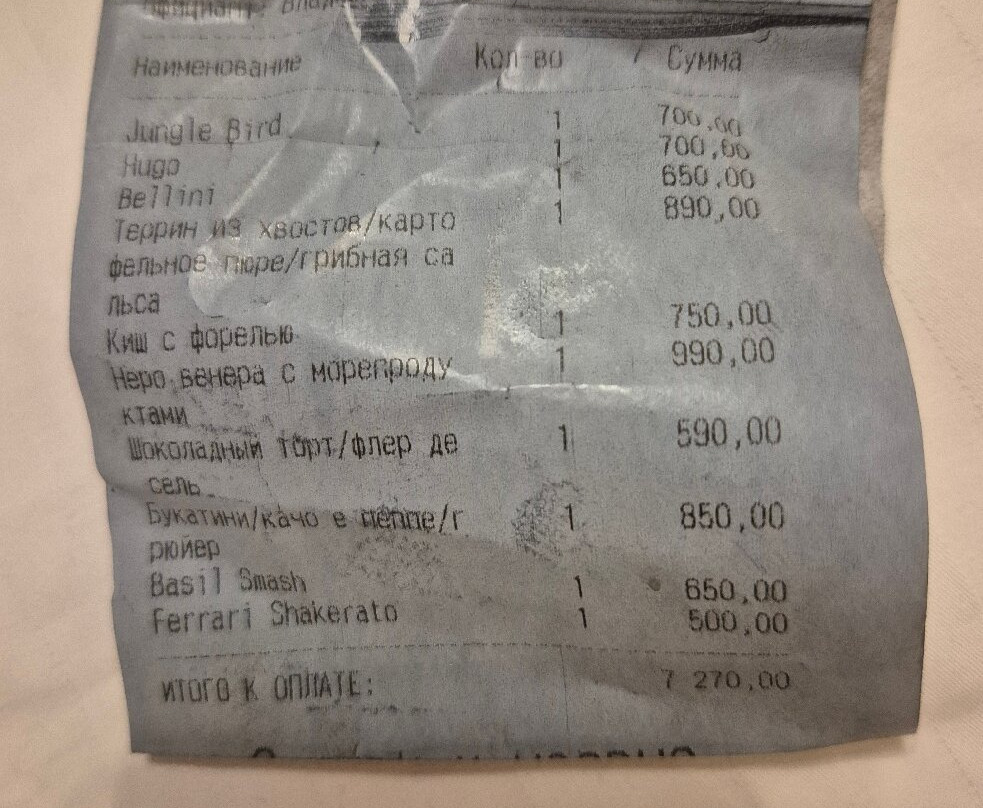 Официант: Влад
Наименование Кол-во Сумма
Jungle Bird 1 700,00
Hugo 1 700,00
Bellini 1 650,00
Террин из хвостов/карто 1 890,00
фельное пюре/грибная са
льса
Киш с форелью 1 750,00
Неро венера с морепроду 1 990,00
ктами
Шоколадный торт/флер де 1 590,00
сель
Букатини/качо е пеппе/г 1 850,00
рюйер
Basil Smash 1 650,00
Ferrari Shakerato 1 500,00
ИТОГО К ОПЛАТЕ: 7 270,00